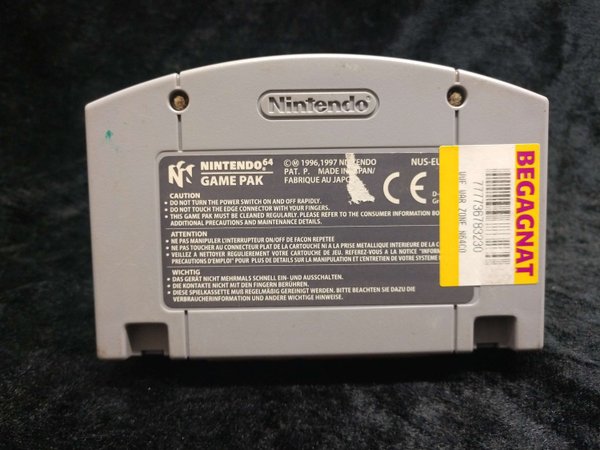 Nintendo
NINTENDO 64
GAME PAK
©Ⓜ 1996,1997 NINTENDO
PAT. P. MADE IN JAPAN/
FABRIQUE AU JAPON
NUS-EU
CE
CAUTION
• DO NOT TURN THE POWER SWITCH ON AND OFF RAPIDLY.
• DO NOT TOUCH THE EDGE CONNECTOR WITH YOUR FINGERS.
• THIS GAME PAK MUST BE CLEANED REGULARLY. PLEASE REFER TO THE CONSUMER INFORMATION BO
ADDITIONAL PRECAUTIONS AND MAINTENANCE DETAILS.
ATTENTION
• NE PAS MANIPULER L'INTERRUPTEUR ON/OFF DE FACON REPETEE
• NE PAS TOUCHER AU CONNECTEUR PLAT DE LA CARTOUCHE NI A LA PRISE METALLIQUE INTERIEURE DE LA C
• VEILLEZ A NETTOYER REGULIEREMENT VOTRE CARTOUCHE DE JEU. REFEREZ-VOUS A LA NOTICE "INFORM
PRECAUTIONS D'EMPLOI" POUR PLUS DE DETAILS SUR LA MANIPULATION ET L'ENTRETIEN DE VOTRE SYSTEME
WICHTIG
• DAS GERÄT NICHT MEHRMALS SCHNELL EIN- UND AUSSCHALTEN.
• DIE KONTAKTE NICHT MIT DEN FINGERN BERÜHREN.
• DIESE SPIELKASSETTE MUß REGELMÄßIG GEREINIGT WERDEN. BITTE BEACHTEN SIE DAZU DIE
VERBRAUCHERINFORMATION UND ANDERE WICHTIGE HINWEISE.
BEGAGNAT
7777736783230